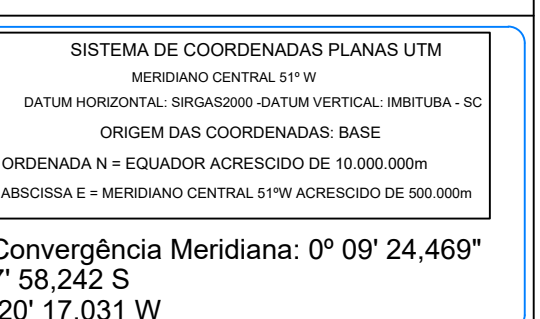 SISTEMA DE COORDENADAS PLANAS UTM
MERIDIANO CENTRAL 51º W
DATUM HORIZONTAL: SIRGAS2000 -DATUM VERTICAL: IMBITUBA - SC
ORIGEM DAS COORDENADAS: BASE
ORDENADA N = EQUADOR ACRESCIDO DE 10.000.000m
ABSCISSA E = MERIDIANO CENTRAL 51ºW ACRESCIDO DE 500.000m
Convergência Meridiana: 0º 09' 24,469"
7' 58,242 S
20' 17,031 W